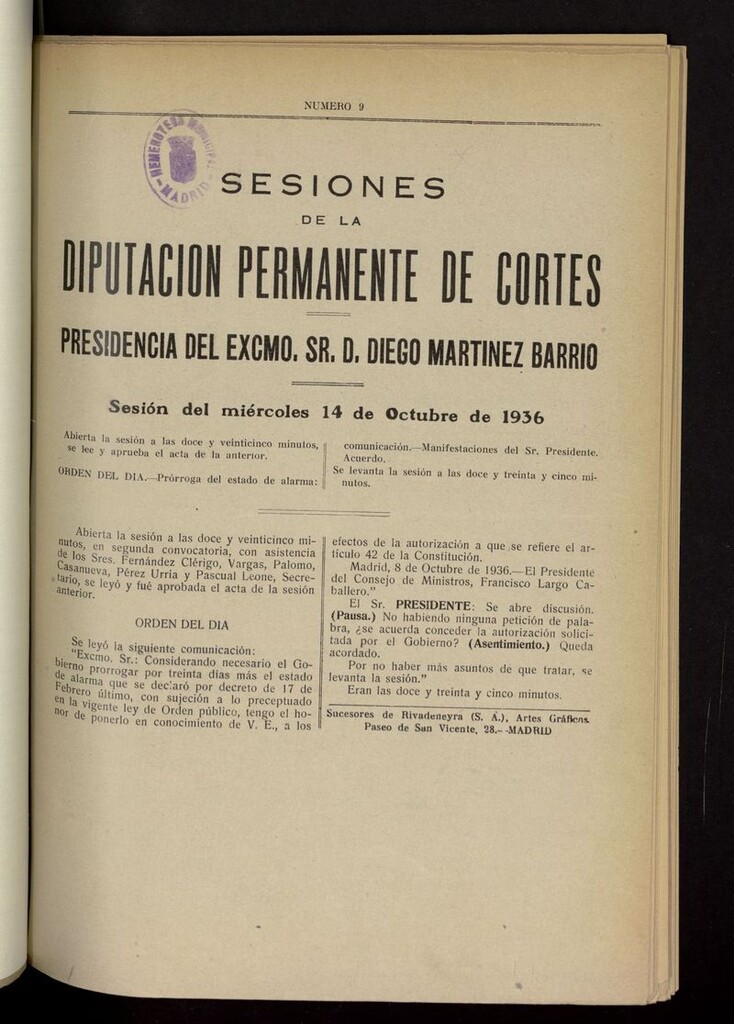 NUMERO 9
HEMEROTECA MUNICIPAL
MADRID
SESIONES
DE LA
DIPUTACION PERMANENTE DE CORTES
PRESIDENCIA DEL EXCMO. SR. D. DIEGO MARTINEZ BARRIO
Sesión del miércoles 14 de Octubre de 1936
Abierta la sesión a las doce y veinticinco minutos,
se lee y aprueba el acta de la anterior.
ORDEN DEL DIA.—Prórroga del estado de alarma:
comunicación.—Manifestaciones del Sr. Presidente.
Acuerdo.
Se levanta la sesión a las doce y treinta y cinco mi-
nutos.
Abierta la sesión a las doce y veinticinco mi-
nutos, en segunda convocatoria, con asistencia
de los Sres. Fernández Clérigo, Vargas, Palomo,
Casanueva, Pérez Urria y Pascual Leone, Secre-
tario, se leyó y fué aprobada el acta de la sesión
anterior.
ORDEN DEL DIA
Se leyó la siguiente comunicación:
"Excmo. Sr.: Considerando necesario el Go-
bierno prorrogar por treinta días más el estado
de alarma que se declaró por decreto de 17 de
Febrero último, con sujeción a lo preceptuado
en la vigente ley de Orden público, tengo el ho-
nor de ponerlo en conocimiento de V. E., a los
efectos de la autorización a que se refiere el ar-
tículo 42 de la Constitución.
Madrid, 8 de Octubre de 1936.—El Presidente
del Consejo de Ministros, Francisco Largo Ca-
ballero."
El Sr. PRESIDENTE: Se abre discusión.
(Pausa.) No habiendo ninguna petición de pala-
bra, ¿se acuerda conceder la autorización solici-
tada por el Gobierno? (Asentimiento.) Queda
acordado.
Por no haber más asuntos de que tratar, se
levanta la sesión."
Eran las doce y treinta y cinco minutos.
Sucesores de Rivadeneyra (S. A.), Artes Gráficas.
Paseo de San Vicente, 28.--MADRID